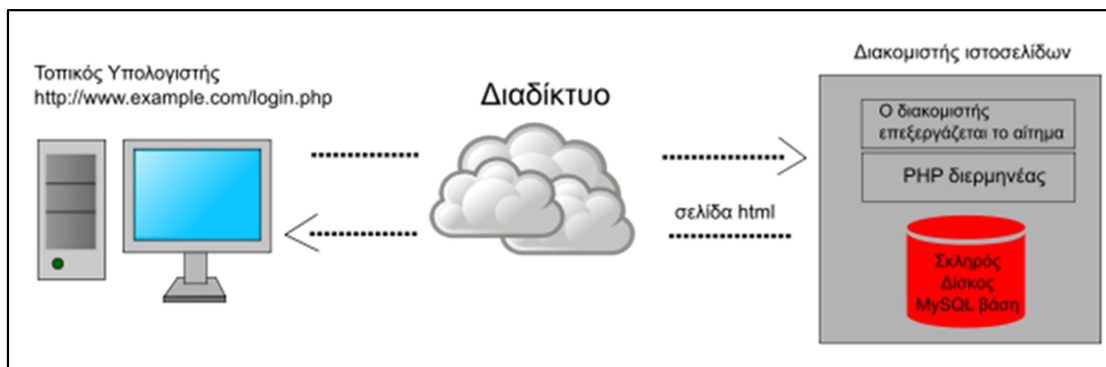 Τοπικός Υπολογιστής
http://www.example.com/login.php
Διαδίκτυο
σελίδα html
Διακομιστής ιστοσελίδων
Ο διακομιστής
επεξεργάζεται το αίτημα
PHP διερμηνέας
Σκληρός
Δίσκος
MySQL βάση